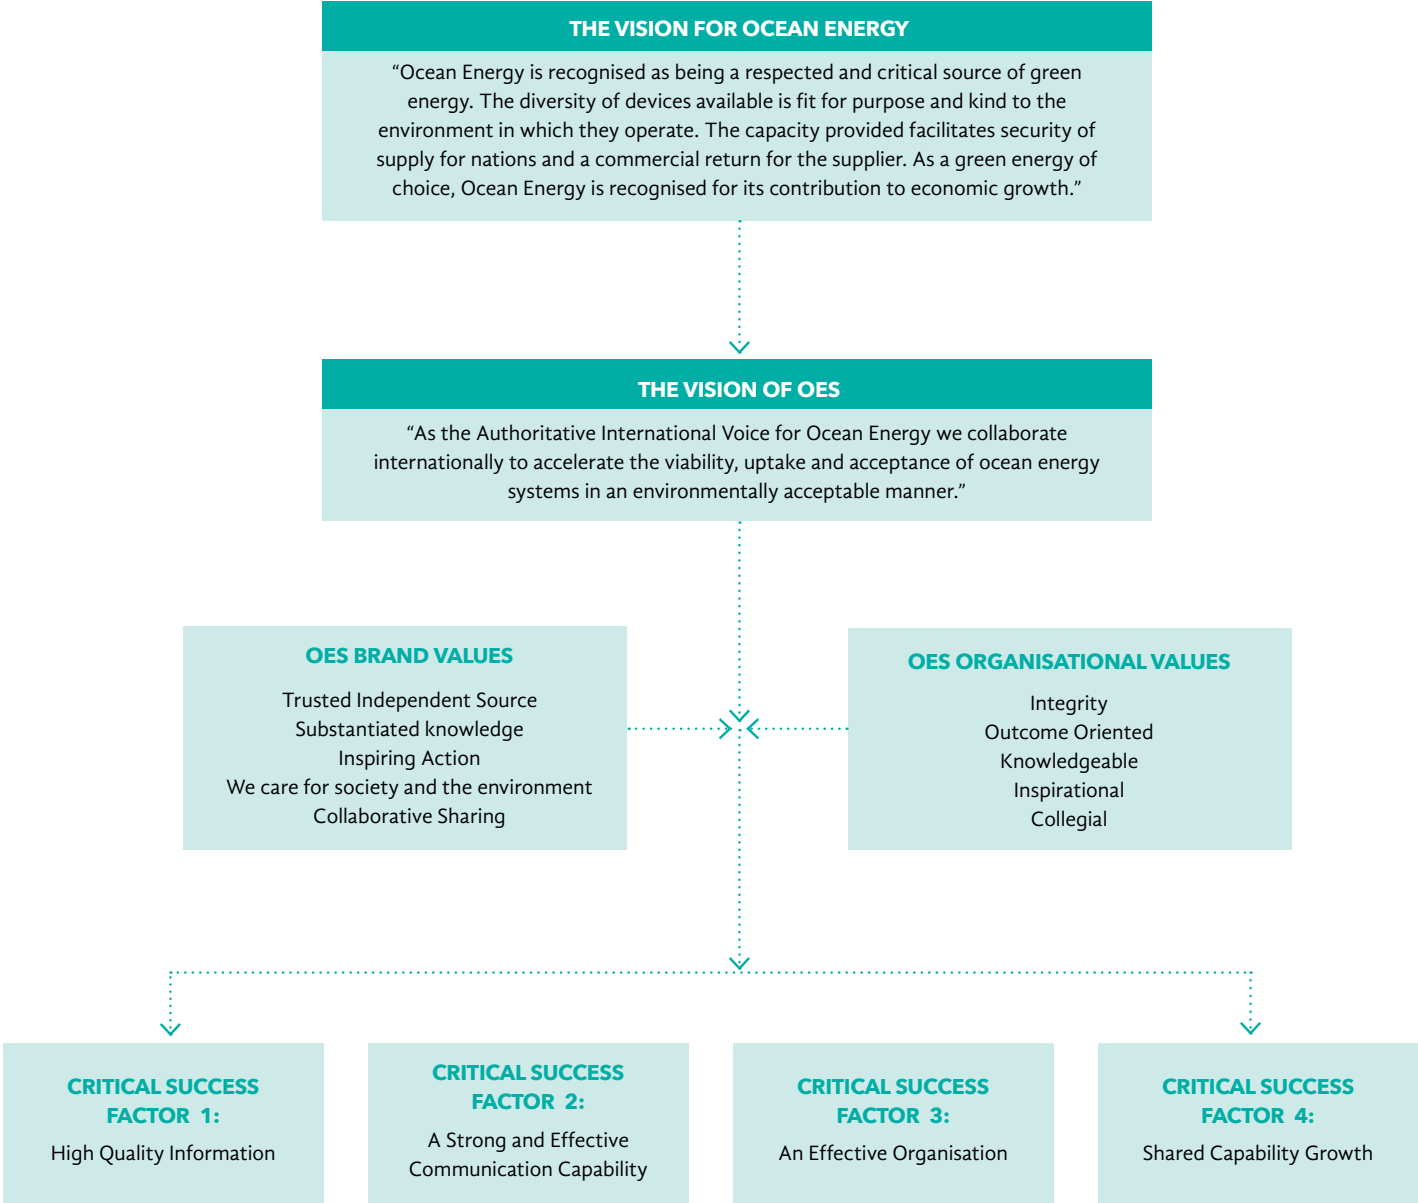 THE VISION FOR OCEAN ENERGY
“Ocean Energy is recognised as being a respected and critical source of green
energy. The diversity of devices available is fit for purpose and kind to the
environment in which they operate. The capacity provided facilitates security of
supply for nations and a commercial return for the supplier. As a green energy of
choice, Ocean Energy is recognised for its contribution to economic growth.”
THE VISION OF OES
“As the Authoritative International Voice for Ocean Energy we collaborate
internationally to accelerate the viability, uptake and acceptance of ocean energy
systems in an environmentally acceptable manner.”
OES BRAND VALUES
Trusted Independent Source
Substantiated knowledge
Inspiring Action
We care for society and the environment
Collaborative Sharing
OES ORGANISATIONAL VALUES
Integrity
Outcome Oriented
Knowledgeable
Inspirational
Collegial
CRITICAL SUCCESS
FACTOR 1:
High Quality Information
CRITICAL SUCCESS
FACTOR 2:
A Strong and Effective
Communication Capability
CRITICAL SUCCESS
FACTOR 3:
An Effective Organisation
CRITICAL SUCCESS
FACTOR 4:
Shared Capability Growth